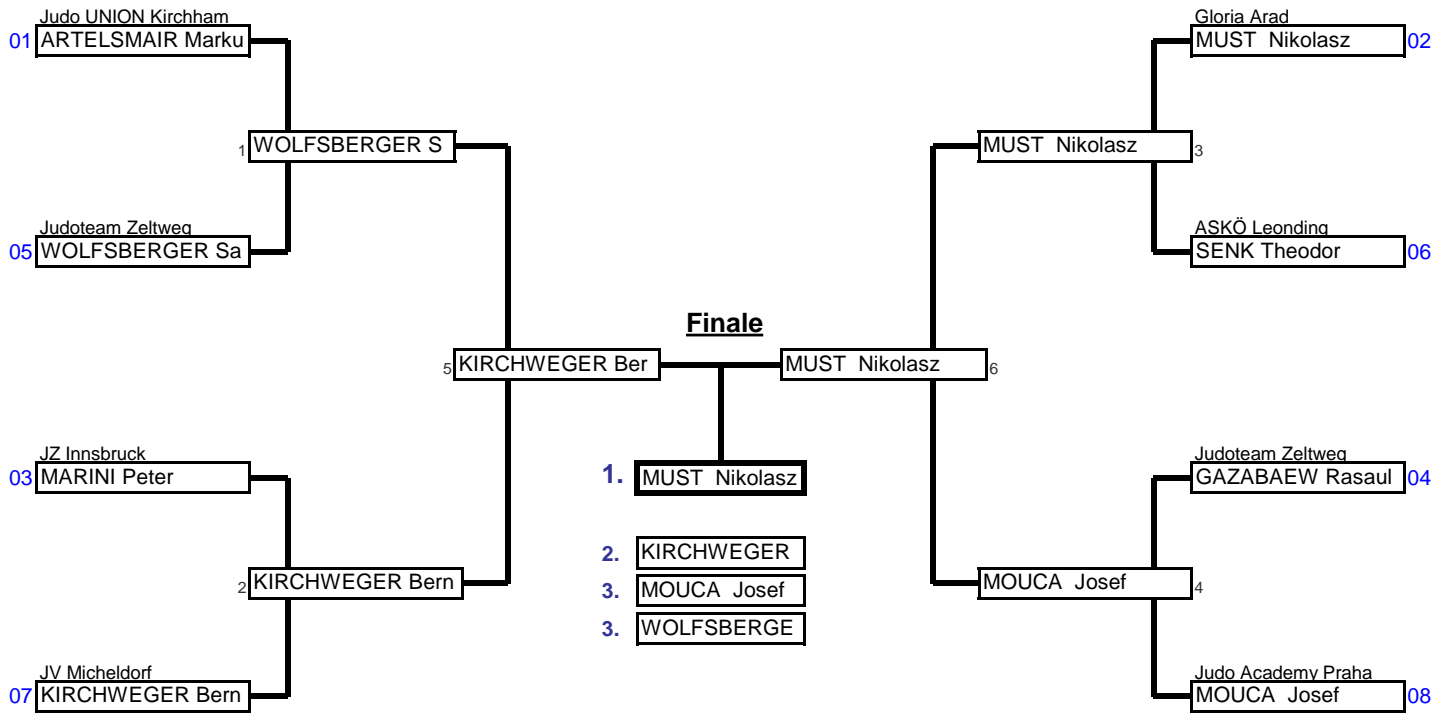 Judo UNION Kirchham
01 ARTELSMAIR Marku
Gloria Arad
MUST Nikolasz 02
1 WOLFSBERGER S
MUST Nikolasz 3
Judoteam Zeltweg
05 WOLFSBERGER Sa
ASKÖ Leonding
SENK Theodor 06
Finale
5 KIRCHWEGER Ber
MUST Nikolasz 6
JZ Innsbruck
03 MARINI Peter
1. MUST Nikolasz
Judoteam Zeltweg
GAZABAEW Rasaul 04
2. KIRCHWEGER
2 KIRCHWEGER Bern
3. MOUCA Josef
MOUCA Josef 4
3. WOLFSBERGE
JV Micheldorf
07 KIRCHWEGER Bern
Judo Academy Praha
MOUCA Josef 08